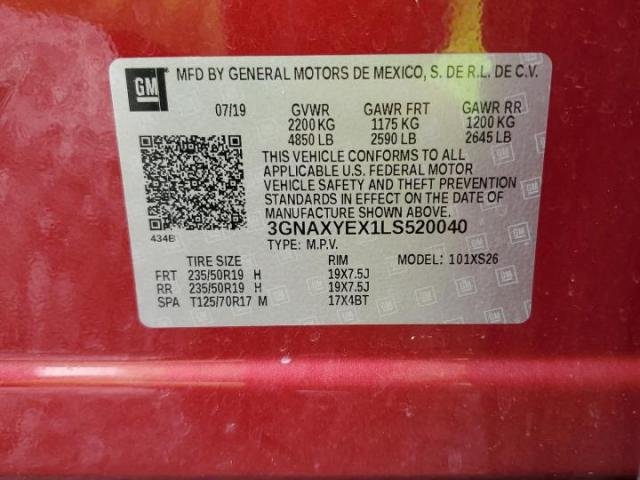 GM MFD BY GENERAL MOTORS DE MEXICO, S. DE R.L. DE C.V.
07/19 GVWR GAWR FRT GAWR RR
2200 KG 1175 KG 1200 KG
4850 LB 2590 LB 2645 LB
THIS VEHICLE CONFORMS TO ALL
APPLICABLE U.S. FEDERAL MOTOR
VEHICLE SAFETY AND THEFT PREVENTION
STANDARDS IN EFFECT ON THE DATE OF
MANUFACTURE SHOWN ABOVE.
434B 3GNAXYEX1LS520040
TYPE: M.P.V.
TIRE SIZE RIM MODEL: 101XS26
FRT 235/50R19 H 19X7.5J
RR 235/50R19 H 19X7.5J
SPA T125/70R17 M 17X4BT